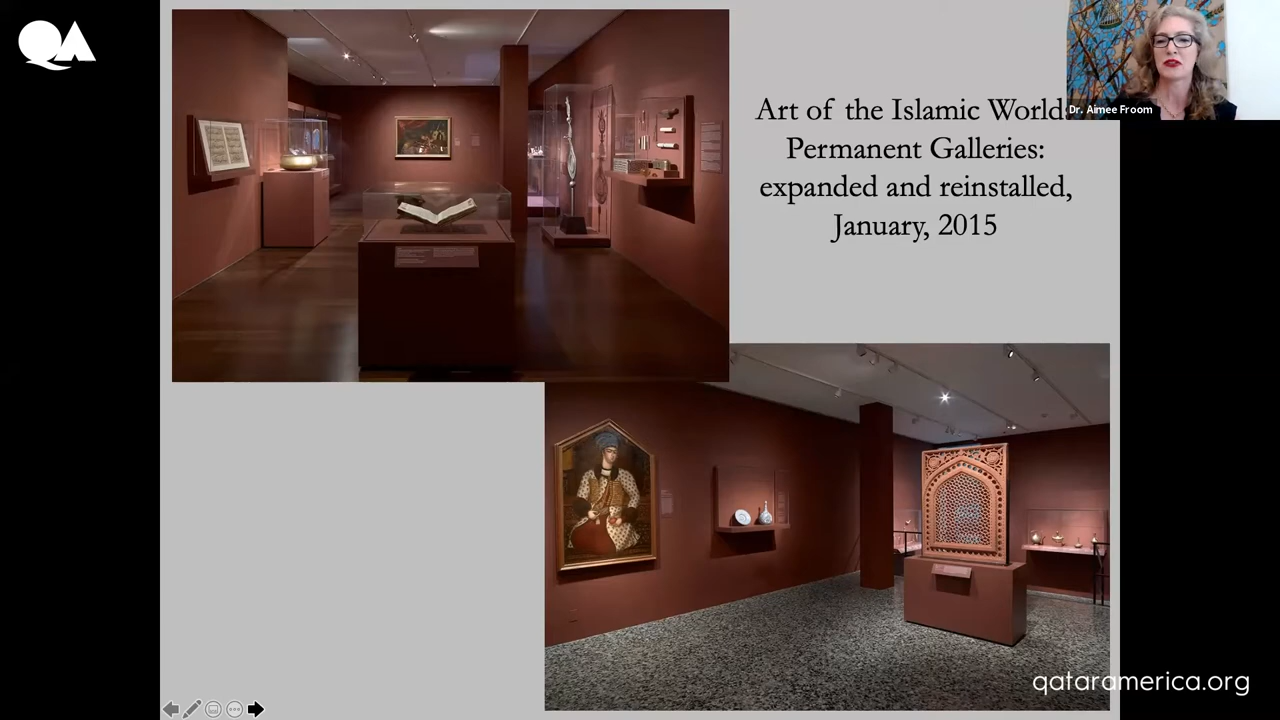 QA
Art of the Islamic World
Permanent Galleries:
expanded and reinstalled,
January, 2015
Dr. Aimee Froom
qataramerica.org